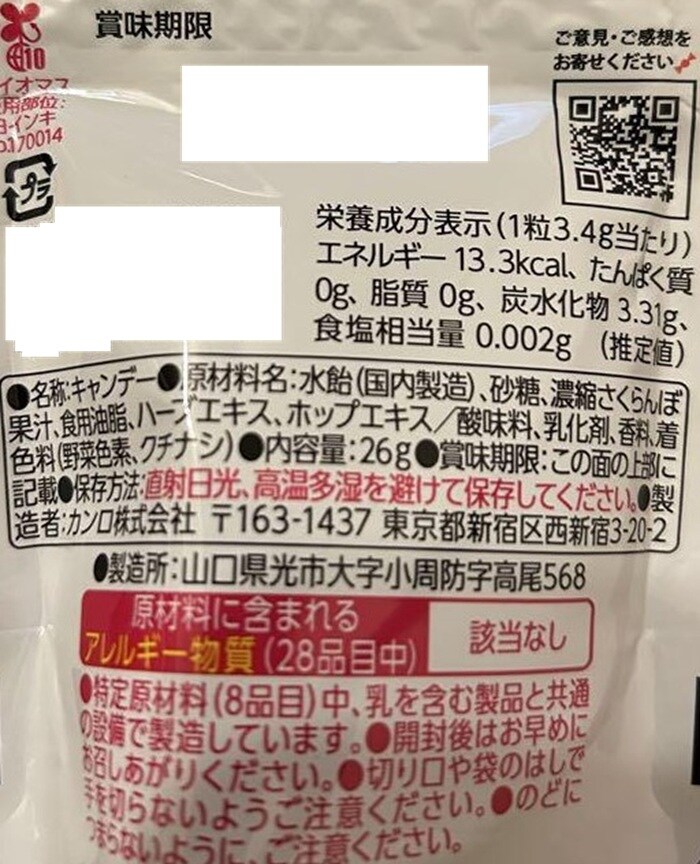 賞味期限
ご意見・ご感想を
お寄せください
10
イオマス
用部位:
インキ
170014
プラ
栄養成分表示(1粒3.4g当たり)
エネルギー 13.3kcal、たんぱく質
0g、脂質 0g、炭水化物 3.31g、
食塩相当量 0.002g (推定値)
●名称:キャンデー●原材料名:水飴(国内製造)、砂糖、濃縮さくらんぼ
果汁、食用油脂、ハーブエキス、ホップエキス/酸味料、乳化剤、香料、着
色料(野菜色素、クチナシ)●内容量:26g●賞味期限:この面の上部に
記載●保存方法:直射日光、高温多湿を避けて保存してください。●製
造者:カンロ株式会社 〒163-1437 東京都新宿区西新宿3-20-2
●製造所:山口県光市大字小周防字高尾568
原材料に含まれる
アレルギー物質(28品目中)
該当なし
●特定原材料(8品目)中、乳を含む製品と共通
の設備で製造しています。●開封後はお早めに
お召しあがりください。●切り口や袋のはしで
手を切らないようご注意ください。●のどに
つまらないように、ご注意ください。